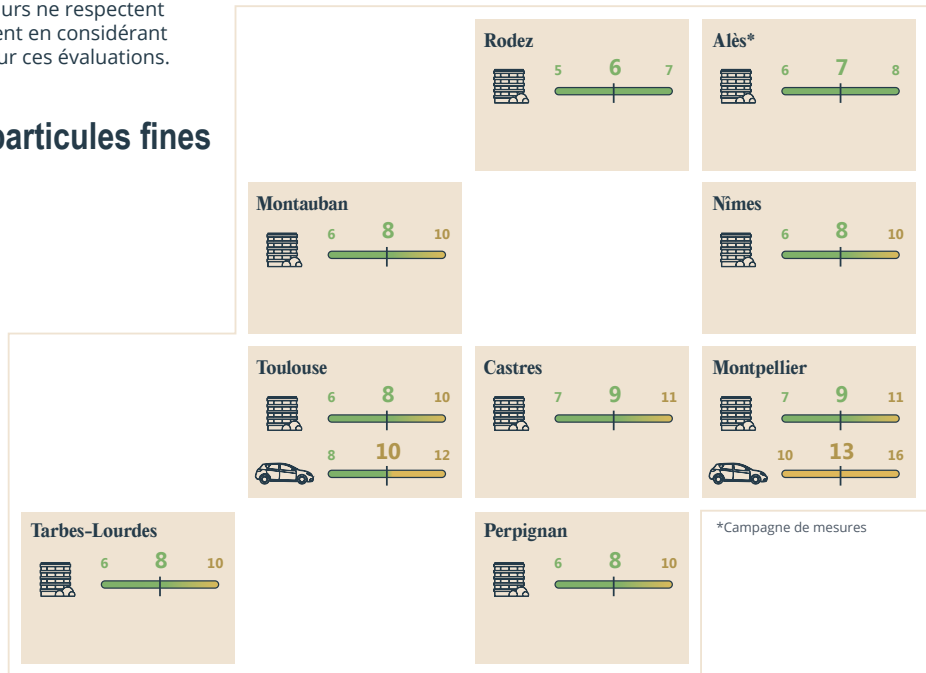 urs ne respectent
ent en considérant
ur ces évaluations.
particules fines
Rodez
5 6 7
Alès*
6 7 8
Montauban
6 8 10
Nîmes
6 8 10
Toulouse
6 8 10
8 10 12
Castres
7 9 11
Montpellier
7 9 11
10 13 16
Tarbes-Lourdes
6 8 10
Perpignan
6 8 10
*Campagne de mesures